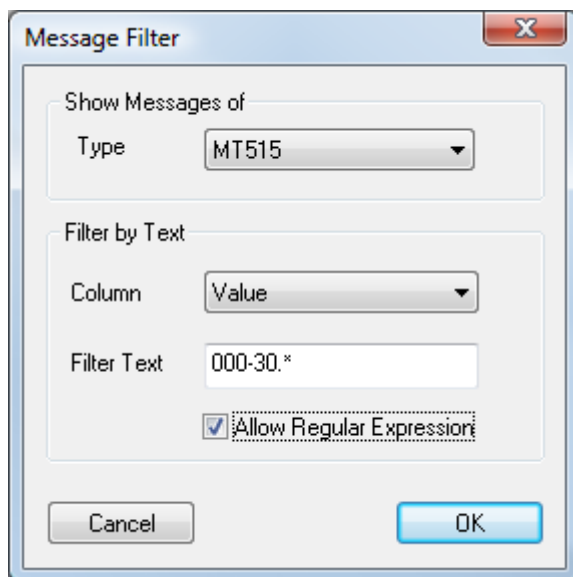 Message Filter
Show Messages of
Type MT515
Filter by Text
Column Value
Filter Text 000-30.*
Allow Regular Expression
Cancel OK